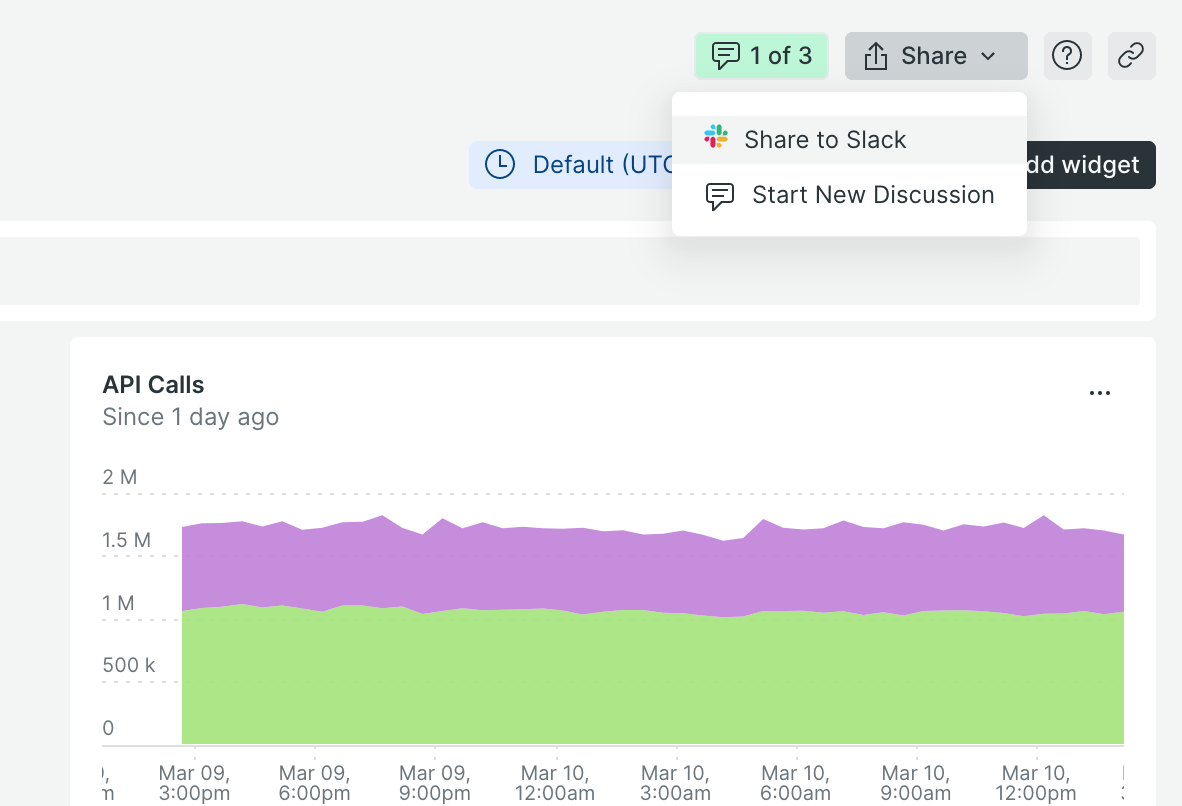 1 of 3
Share
Share to Slack
Start New Discussion
Default (UTC
dd widget
API Calls
Since 1 day ago
2 M
1.5 M
1 M
500 k
0
Mar 09, Mar 09, Mar 09, Mar 10, Mar 10, Mar 10, Mar 10, Mar 10,
3:00pm 6:00pm 9:00pm 12:00am 3:00am 6:00am 9:00am 12:00pm